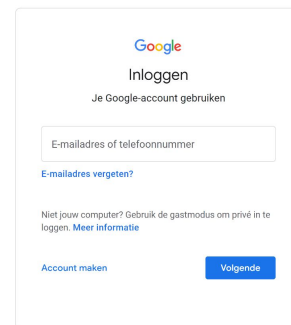 Google
Inloggen
Je Google-account gebruiken
E-mailadres of telefoonnummer
E-mailadres vergeten?
Niet jouw computer? Gebruik de gastmodus om privé in te
loggen. Meer informatie
Account maken
Volgende